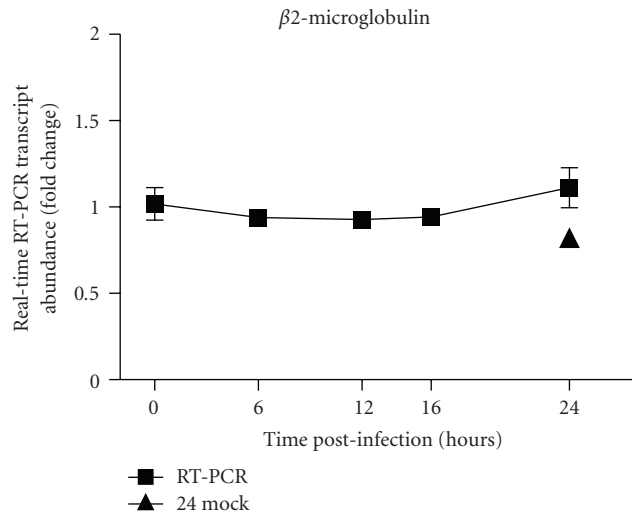 β2-microglobulin
Real-time RT-PCR transcript
abundance (fold change)
2
1.5
1
0.5
0
0 6 12 16 24
Time post-infection (hours)
RT-PCR
24 mock